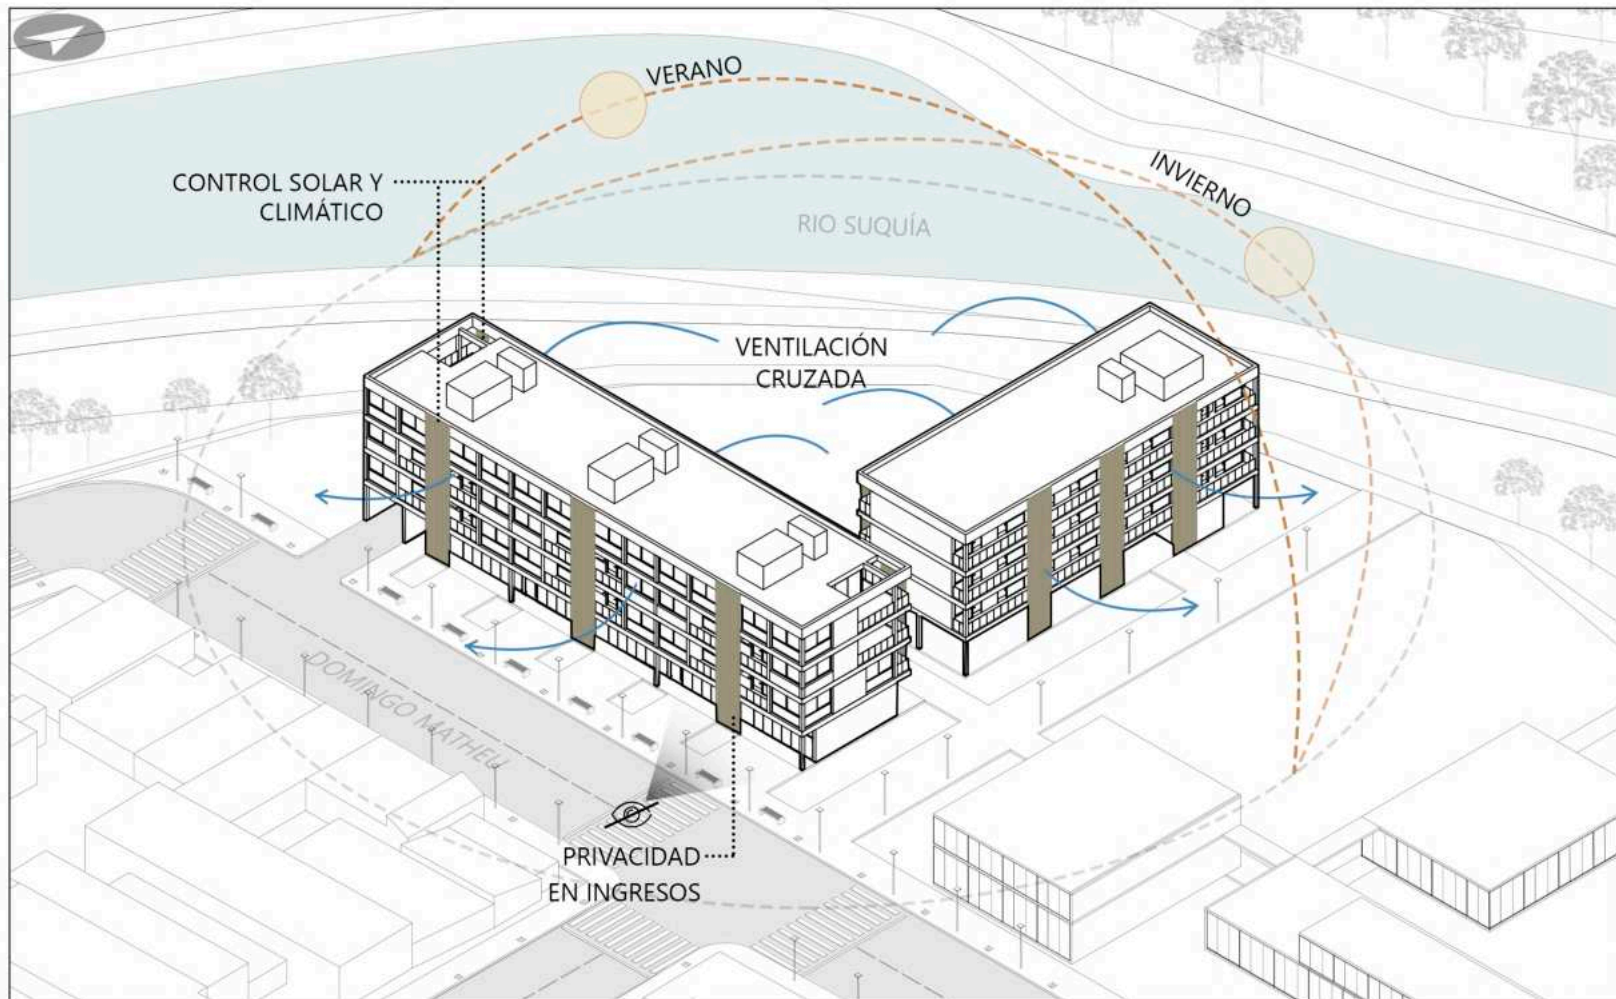 VERANO
INVIERNO
CONTROL SOLAR Y
CLIMÁTICO
RIO SUQUÍA
VENTILACIÓN
CRUZADA
DOMINGO MATHEU
PRIVACIDAD
EN INGRESOS